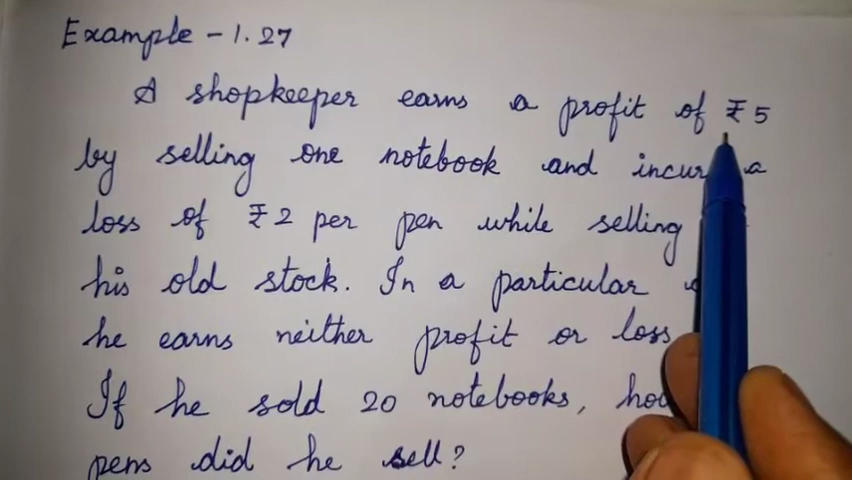 Example - 1.27
A shopkeeper earns a profit of ₹5
by selling one notebook and incur a
loss of ₹2 per pen while selling
his old stock. In a particular
he earns neither profit or loss
If he sold 20 notebooks,
pens did he sell?